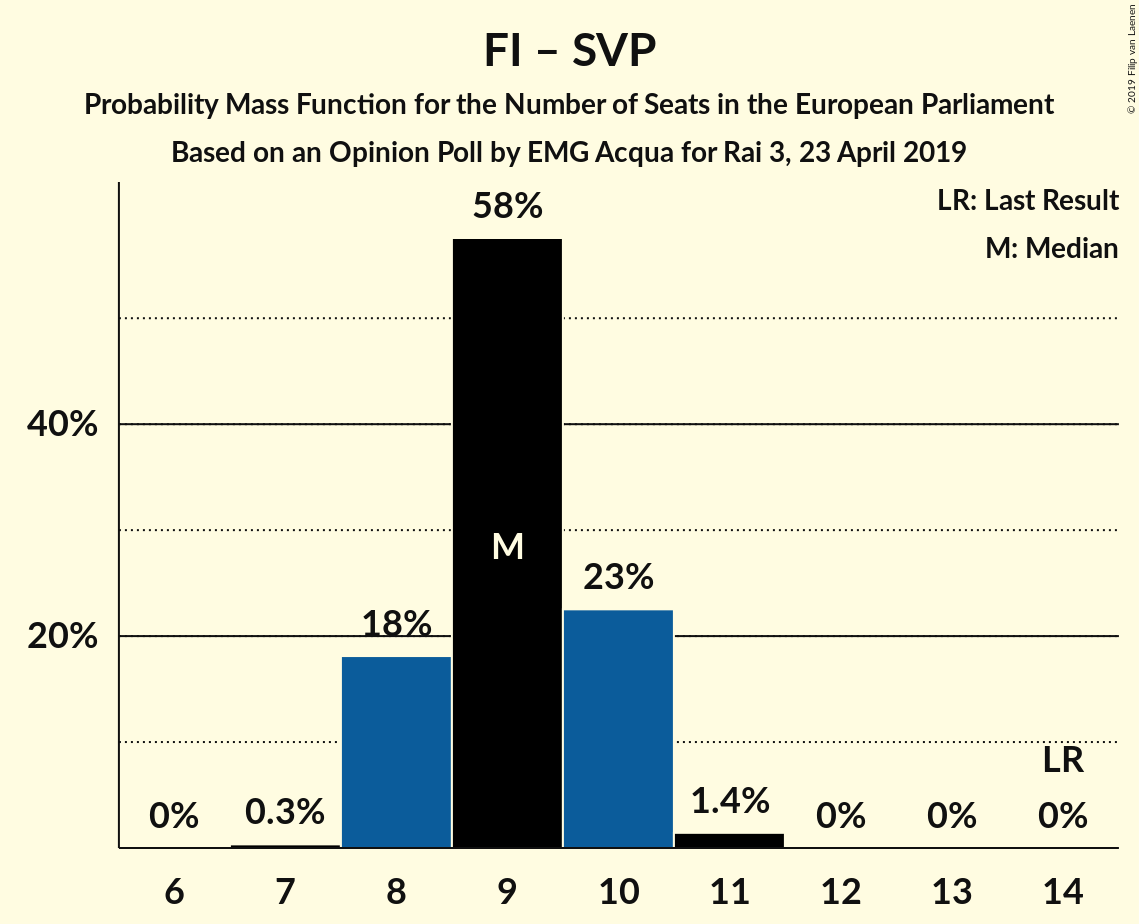 FI – SVP
Probability Mass Function for the Number of Seats in the European Parliament
Based on an Opinion Poll by EMG Acqua for Rai 3, 23 April 2019
© 2019 Filip van Laenen
LR: Last Result
M: Median
58%
40%
M
23%
18%
20%
LR
0% 0.3% 1.4% 0% 0% 0%
6 7 8 9 10 11 12 13 14